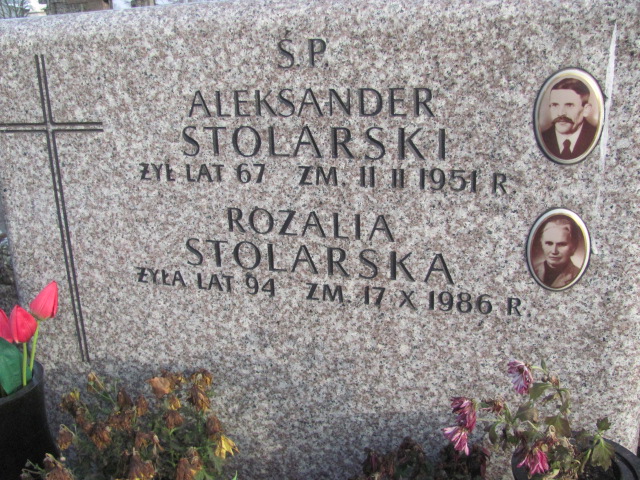 Ś.P.
ALEKSANDER
STOLARSKI
ŻYŁ LAT 67 ZM. 11 II 1951 R.
ROZALIA
STOLARSKA
ŻYŁA LAT 94 ZM. 17 X 1986 R.